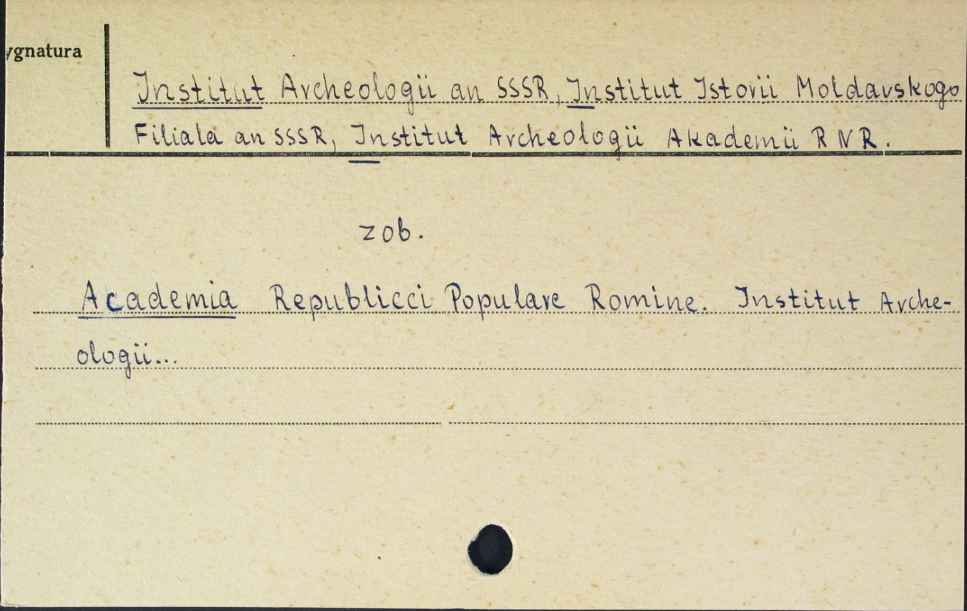 ygnatura
Institut Archeologii an SSSR, Institut Istorii Moldavskogo
Filiala an SSSR, Institut Archeologii Akademii RNR.
zob.
Academia Republicci Populare Romine. Institut Arche-
ologii...